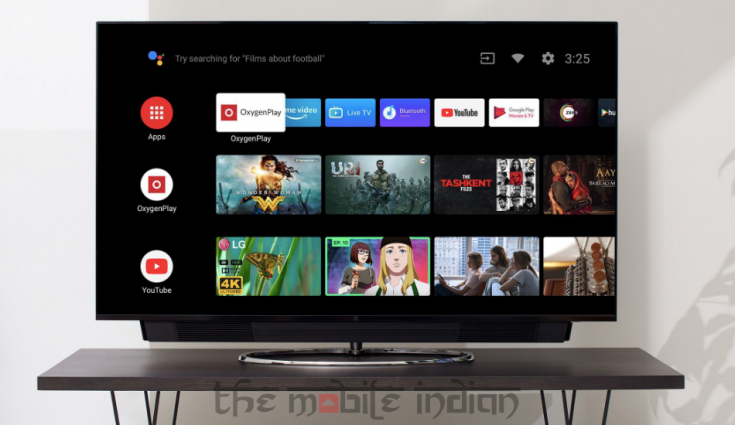 Try searching for "Films about football"
3:25
Apps
OxygenPlay
me video
Live TV
Bluetooth
YouTube
Google Play
Movies & TV
ZEE5
hu
OxygenPlay
OxygenPlay
WONDER WOMAN
URI
THE
TASHKENT
FILES
YouTube
LG
4K
EP. 10
the mobile indian